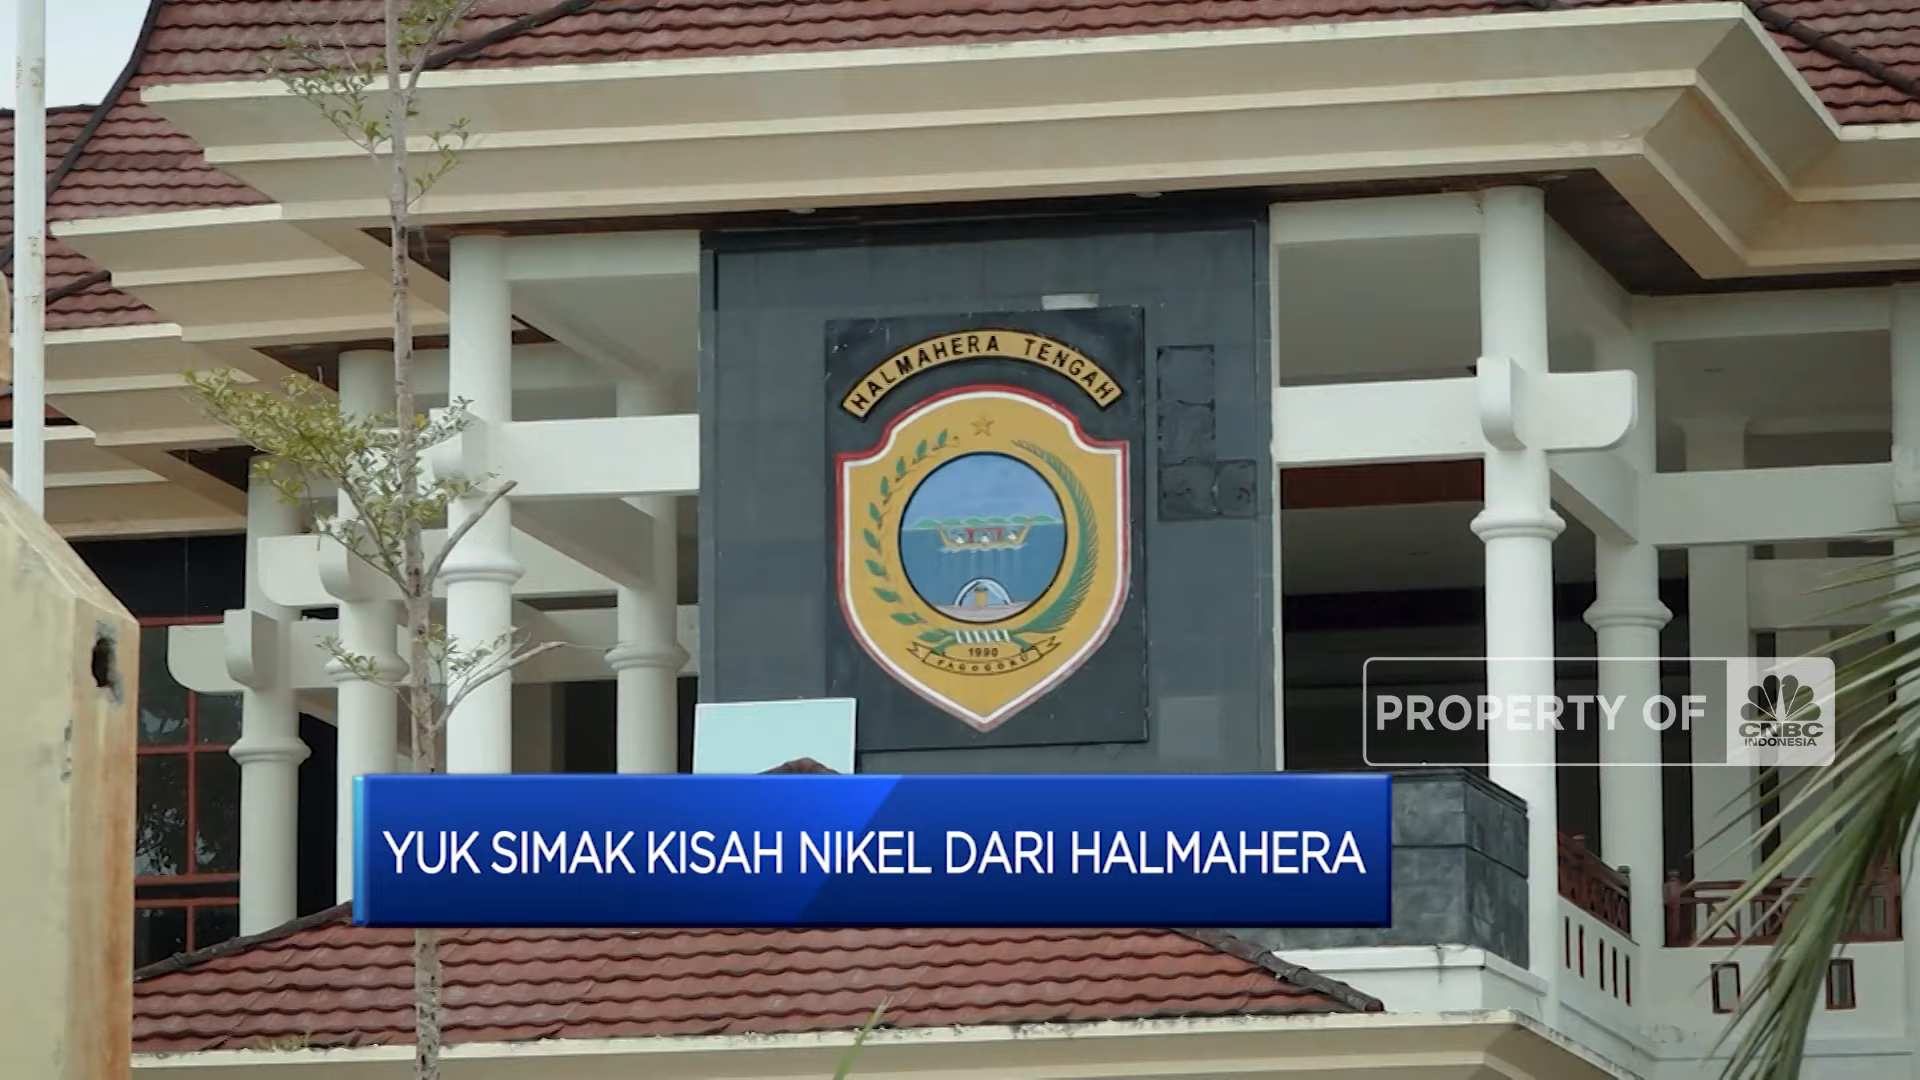 HALMAHERA TENGAH
1990
FAGOGORU
PROPERTY OF
CNBC
INDONESIA
YUK SIMAK KISAH NIKEL DARI HALMAHERA